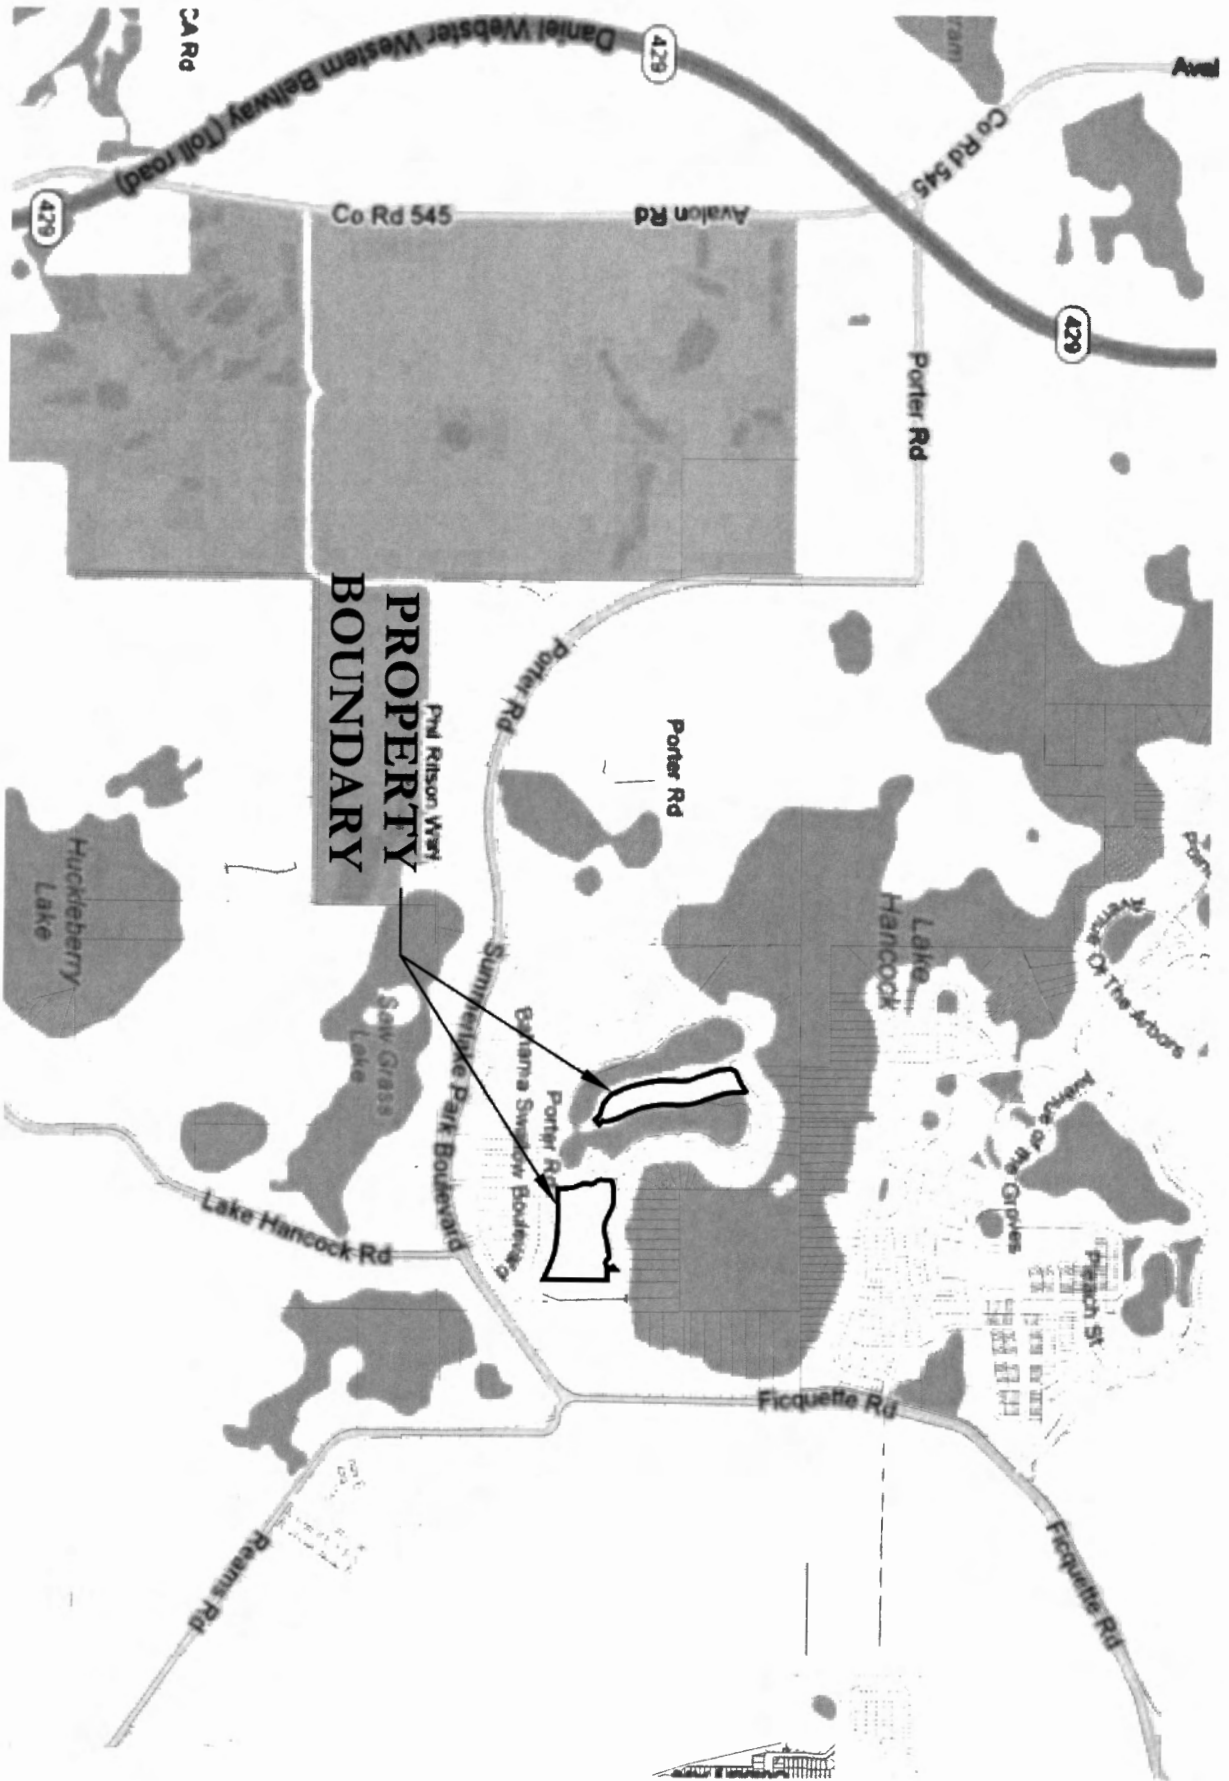 CA Rd
Daniel Webster Western Beltway (Toll road)
429
429
429
Aval
Co Rd 545
Co Rd 545
Avalon Rd
Porter Rd
PROPERTY
BOUNDARY
Phil Ritson Way
Porter Rd
Porter Rd
Huckleberry
Lake
Lake
Hancock
Saw Grass
Lake
Summerlake Park Boulevard
Bahama Swallow Boulevard
Porter Rd
Avenue Of The Arbors
Avenue of the Groves
Peach St
Lake Hancock Rd
Ficquette Rd
Ficquette Rd
Reams Rd